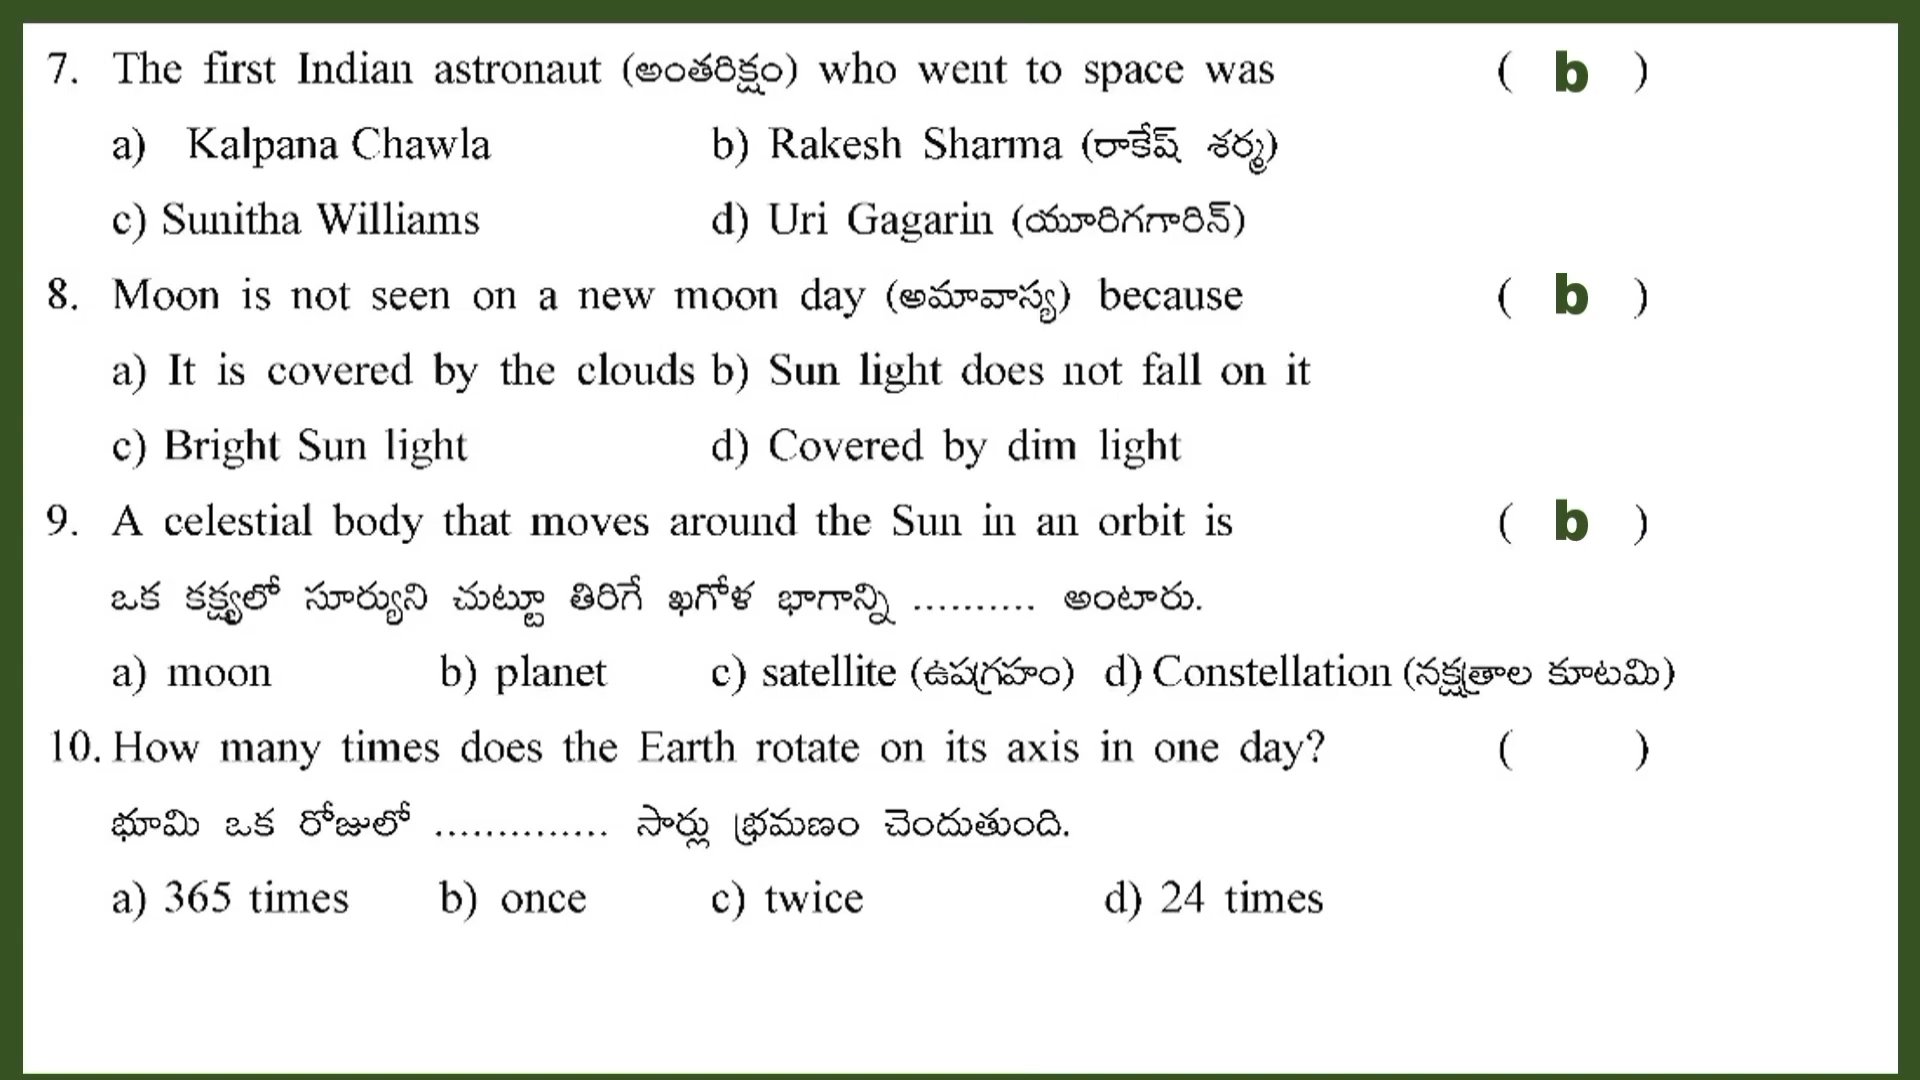 7. The first Indian astronaut (అంతరిక్షం) who went to space was ( b )
a) Kalpana Chawla b) Rakesh Sharma (రాకేష్ శర్మ)
c) Sunitha Williams d) Uri Gagarin (యూరిగగారిన్)
8. Moon is not seen on a new moon day (అమావాస్య) because ( b )
a) It is covered by the clouds b) Sun light does not fall on it
c) Bright Sun light d) Covered by dim light
9. A celestial body that moves around the Sun in an orbit is ( b )
ఒక కక్ష్యలో సూర్యుని చుట్టూ తిరిగే ఖగోళ భాగాన్ని .......... అంటారు.
a) moon b) planet c) satellite (ఉపగ్రహం) d) Constellation (నక్షత్రాల కూటమి)
10. How many times does the Earth rotate on its axis in one day? ( )
భూమి ఒక రోజులో .............. సార్లు భ్రమణం చెందుతుంది.
a) 365 times b) once c) twice d) 24 times